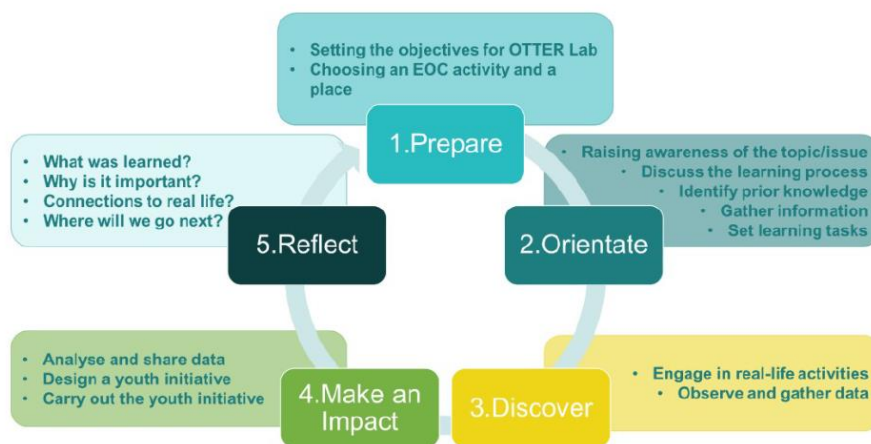 • Setting the objectives for OTTER Lab
• Choosing an EOC activity and a
place
1.Prepare
• Raising awareness of the topic/issue
• Discuss the learning process
• Identify prior knowledge
• Gather information
• Set learning tasks
2.Orientate
• Engage in real-life activities
• Observe and gather data
3.Discover
• Analyse and share data
• Design a youth initiative
• Carry out the youth initiative
4.Make an
Impact
• What was learned?
• Why is it important?
• Connections to real life?
• Where will we go next?
5.Reflect